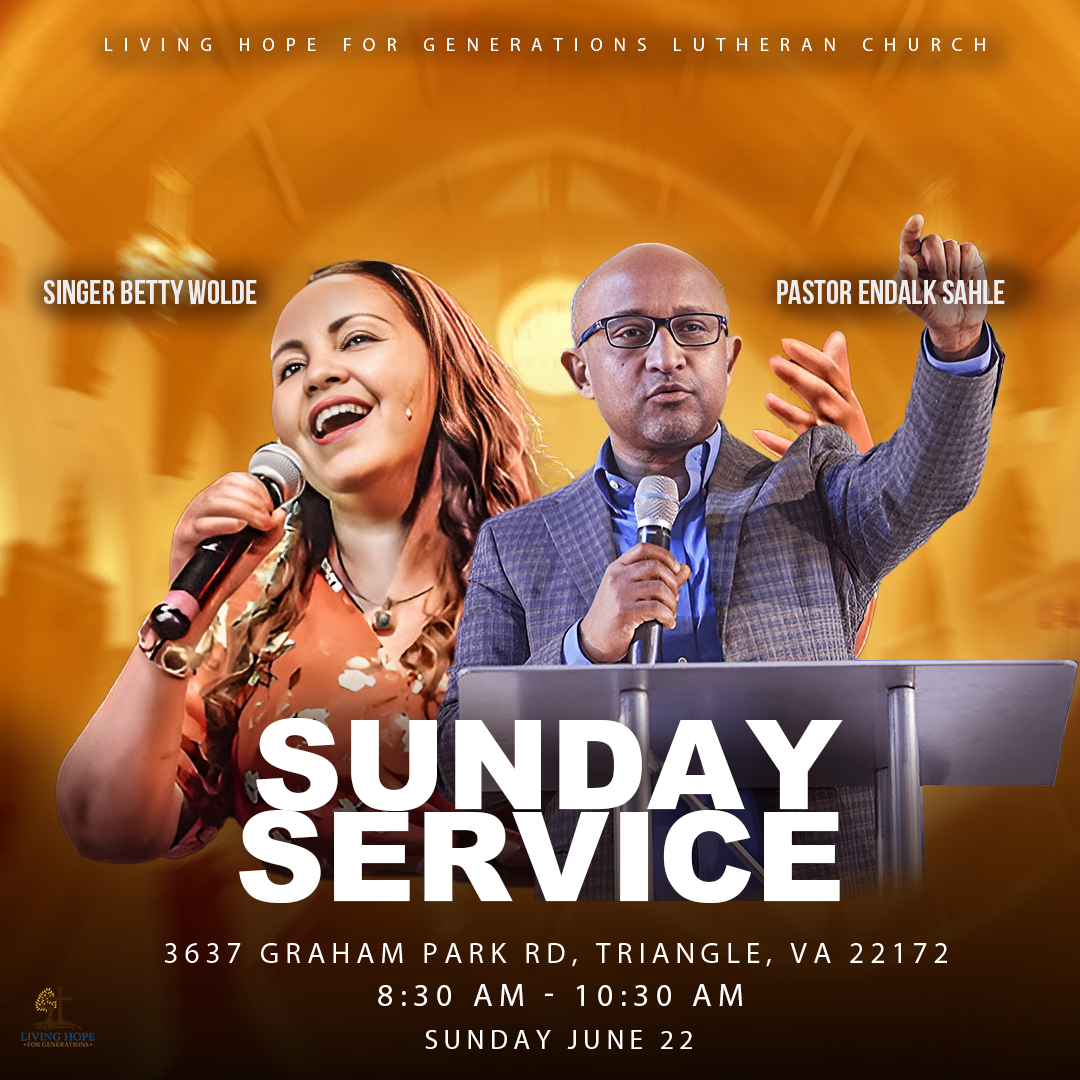 LIVING HOPE FOR GENERATIONS LUTHERAN CHURCH
SINGER BETTY WOLDE
PASTOR ENDALK SAHLE
SUNDAY
SERVICE
3637 GRAHAM PARK RD, TRIANGLE, VA 22172
8:30 AM - 10:30 AM
SUNDAY JUNE 22
LIVING HOPE
• FOR GENERATIONS •